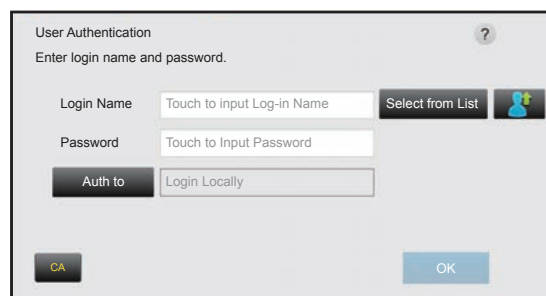 User Authentication
?
Enter login name and password.
Login Name
Touch to input Log-in Name
Select from List
Password
Touch to Input Password
Auth to
Login Locally
CA
OK